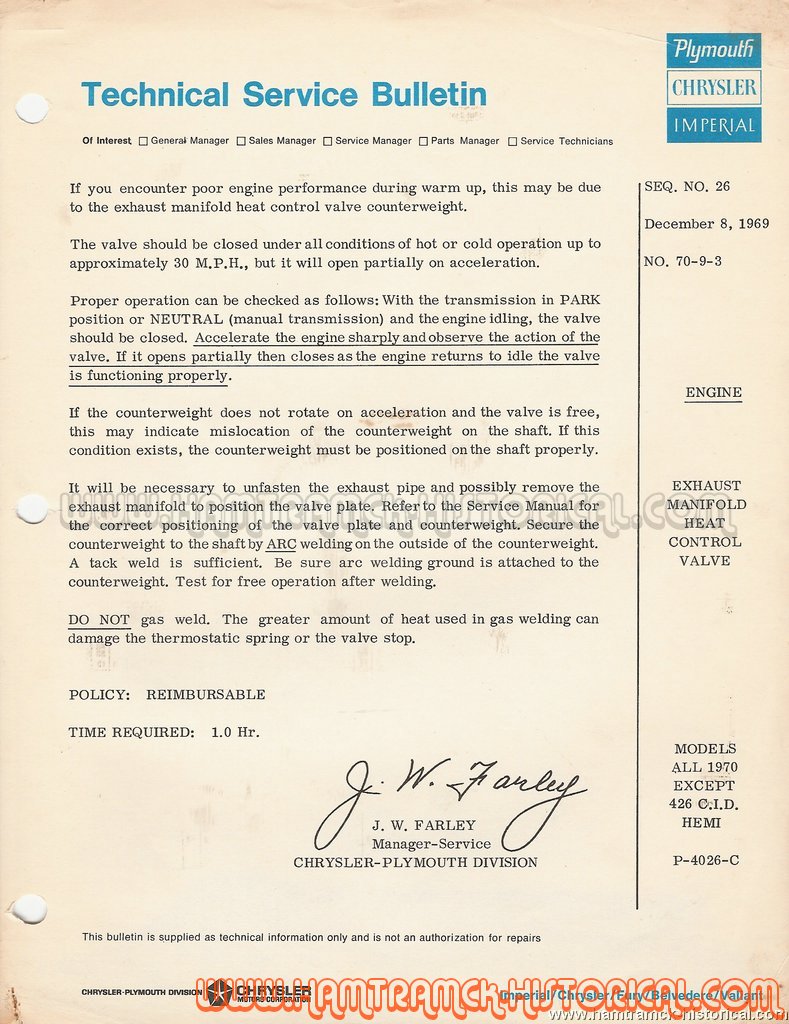 Plymouth
CHRYSLER
IMPERIAL
Technical Service Bulletin
Of Interest □ General Manager □ Sales Manager □ Service Manager □ Parts Manager □ Service Technicians
If you encounter poor engine performance during warm up, this may be due
to the exhaust manifold heat control valve counterweight.
The valve should be closed under all conditions of hot or cold operation up to
approximately 30 M.P.H., but it will open partially on acceleration.
Proper operation can be checked as follows: With the transmission in PARK
position or NEUTRAL (manual transmission) and the engine idling, the valve
should be closed. Accelerate the engine sharply and observe the action of the
valve. If it opens partially then closes as the engine returns to idle the valve
is functioning properly.
If the counterweight does not rotate on acceleration and the valve is free,
this may indicate mislocation of the counterweight on the shaft. If this
condition exists, the counterweight must be positioned on the shaft properly.
It will be necessary to unfasten the exhaust pipe and possibly remove the
exhaust manifold to position the valve plate. Refer to the Service Manual for
the correct positioning of the valve plate and counterweight. Secure the
counterweight to the shaft by ARC welding on the outside of the counterweight.
A tack weld is sufficient. Be sure arc welding ground is attached to the
counterweight. Test for free operation after welding.
DO NOT gas weld. The greater amount of heat used in gas welding can
damage the thermostatic spring or the valve stop.
POLICY: REIMBURSABLE
TIME REQUIRED: 1.0 Hr.
J. W. Farley
J. W. FARLEY
Manager-Service
CHRYSLER-PLYMOUTH DIVISION
SEQ. NO. 26
December 8, 1969
NO. 70-9-3
ENGINE
EXHAUST
MANIFOLD
HEAT
CONTROL
VALVE
MODELS
ALL 1970
EXCEPT
426 C.I.D.
HEMI
P-4026-C
www.Hamtramck-Historical.com
This bulletin is supplied as technical information only and is not an authorization for repairs
CHRYSLER-PLYMOUTH DIVISION CHRYSLER
MOTORS CORPORATION
Imperial/Chrysler/Fury/Belvedere/Valiant
www.Hamtramck-Historical.com
www.hamtramck-historical.com